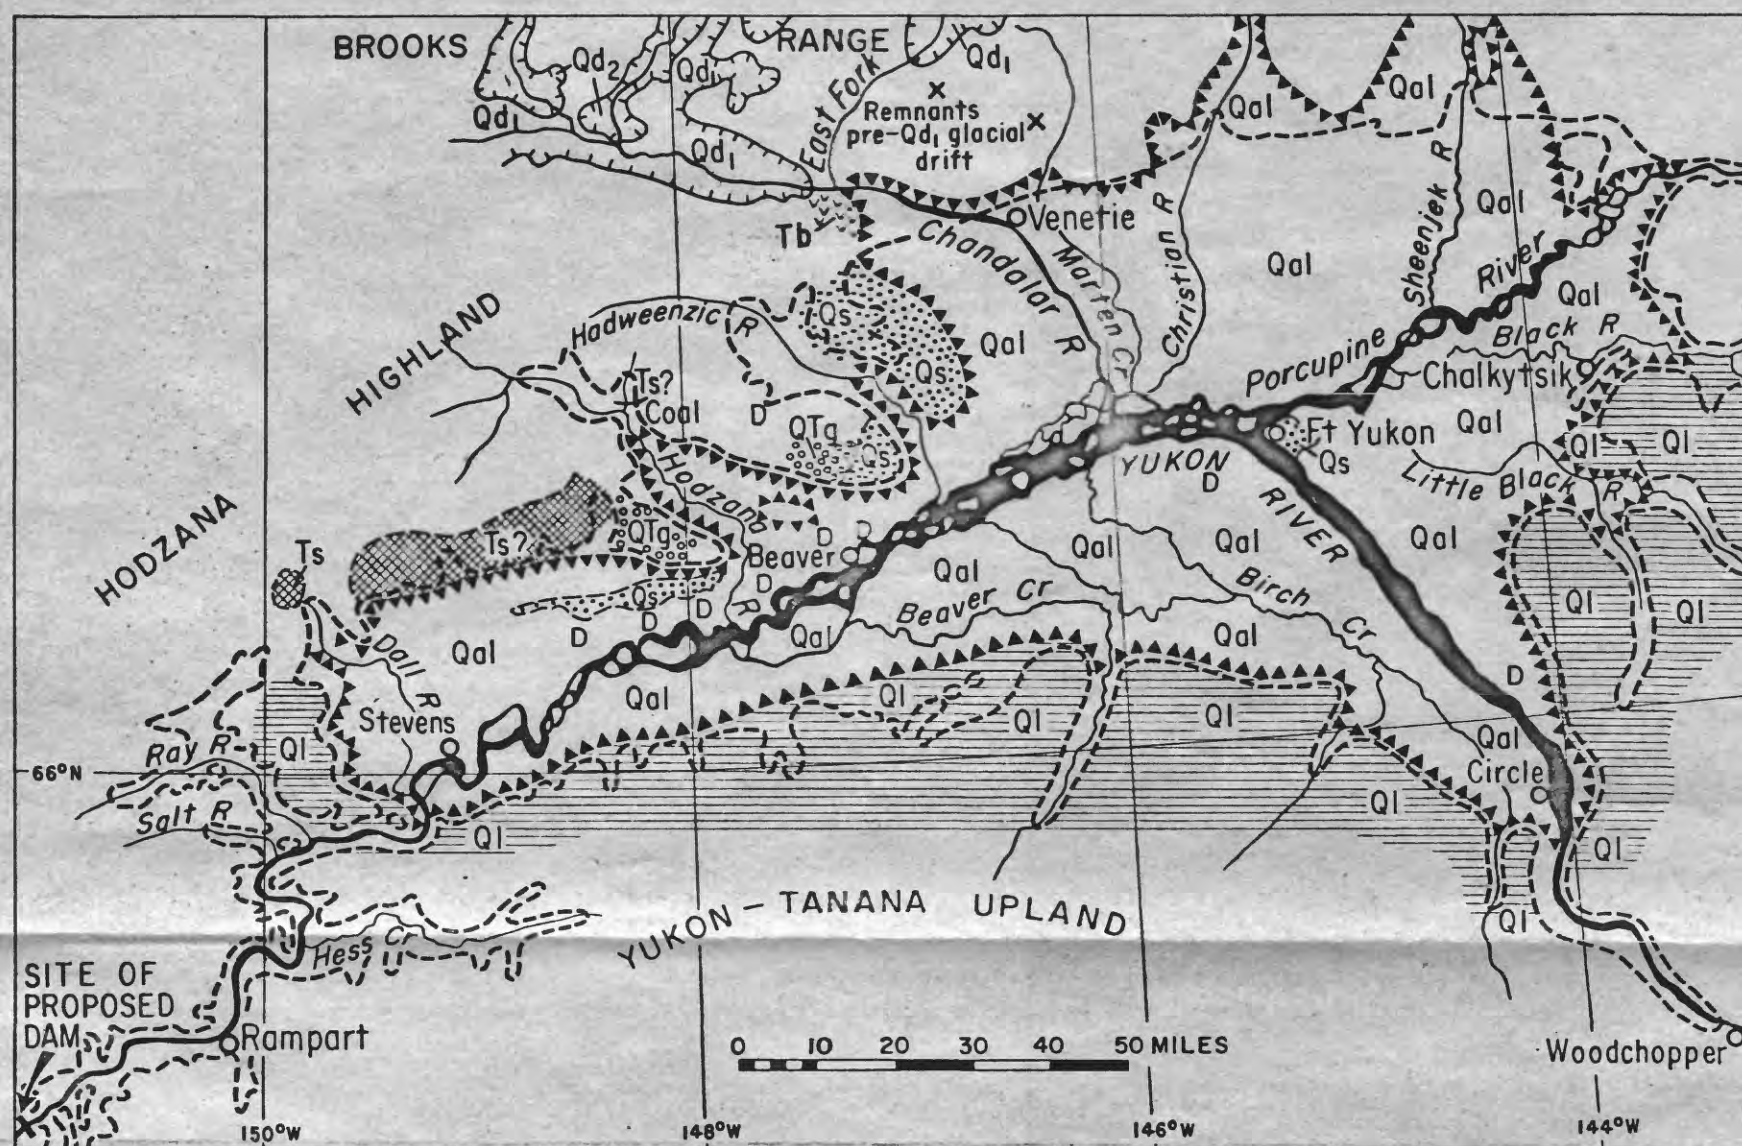 BROOKS RANGE
Qd₂
Qd₁
Qd₁
Qd₁
Qd₁
East Fork
Remnants
pre-Qd₁ glacial
drift
Qal
Qal
Tb
Venetie
Chandalar R
Marten Cr
Christian R
Sheenjek R
Qal
Qal
Porcupine River
Qal
Black R
Chalkytsik
HODZANA HIGHLAND
Hadweenzic R
Qs
Qs
Qal
Ts?
Coal
D
QTg
Qs
Hodzana R
Ft Yukon
Qs
Qal
Ql
Ql
Little Black R
YUKON RIVER
D
Ts
Ts?
QTg
D
D
Beaver
D
Qs
D
D
D
Qal
Qal
Qal
Qal
Beaver Cr
Birch Cr
Qal
Ql
Ql
Dall R
Qal
Qal
Qal
D
Stevens
Ql
Ql
Ql
Ql
Qal
Circle
66°N
Ray R
Salt R
Ql
Ql
Ql
Ql
YUKON-TANANA UPLAND
Hess Cr
SITE OF
PROPOSED
DAM
Rampart
0 10 20 30 40 50 MILES
Woodchopper
150°W
148°W
146°W
144°W